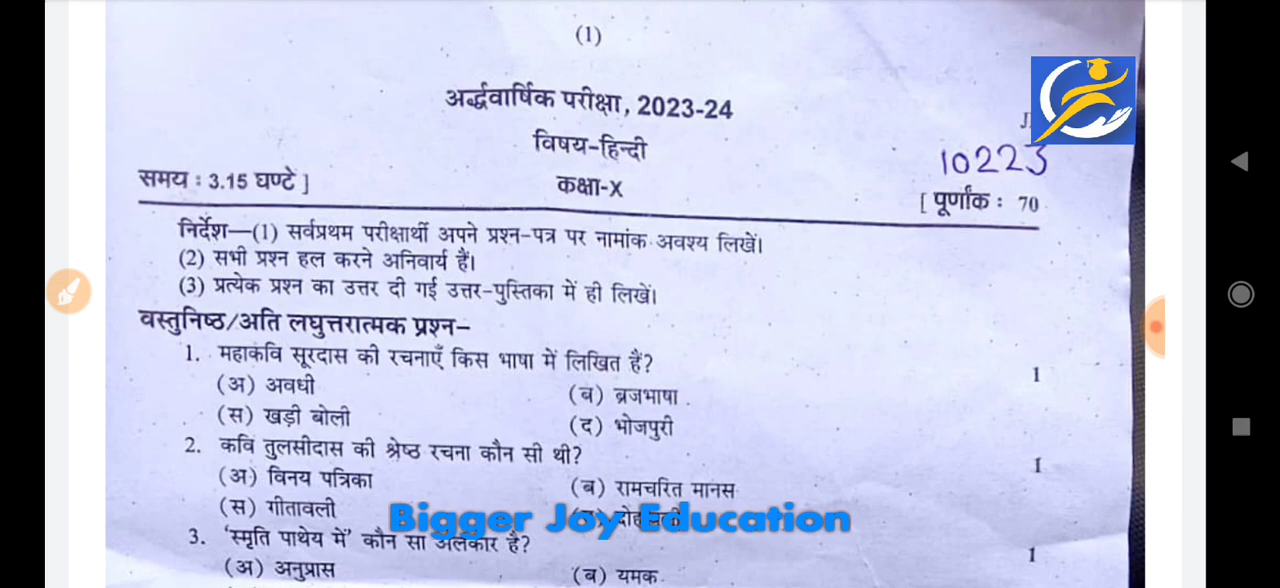 (1)
अर्द्धवार्षिक परीक्षा, 2023-24
विषय-हिन्दी
10223
समय : 3.15 घण्टे ]
कक्षा-X
[ पूर्णांक : 70
निर्देश—(1) सर्वप्रथम परीक्षार्थी अपने प्रश्न-पत्र पर नामांक अवश्य लिखें।
(2) सभी प्रश्न हल करने अनिवार्य हैं।
(3) प्रत्येक प्रश्न का उत्तर दी गई उत्तर-पुस्तिका में ही लिखें।
वस्तुनिष्ठ/अति लघुत्तरात्मक प्रश्न–
1. महाकवि सूरदास की रचनाएँ किस भाषा में लिखित हैं? 1
(अ) अवधी (ब) ब्रजभाषा
(स) खड़ी बोली (द) भोजपुरी
2. कवि तुलसीदास की श्रेष्ठ रचना कौन सी थी? 1
(अ) विनय पत्रिका (ब) रामचरित मानस
(स) गीतावली
Bigger Joy Education
3. 'स्मृति पाथेय में' कौन सा अलंकार है? 1
(अ) अनुप्रास (ब) यमक